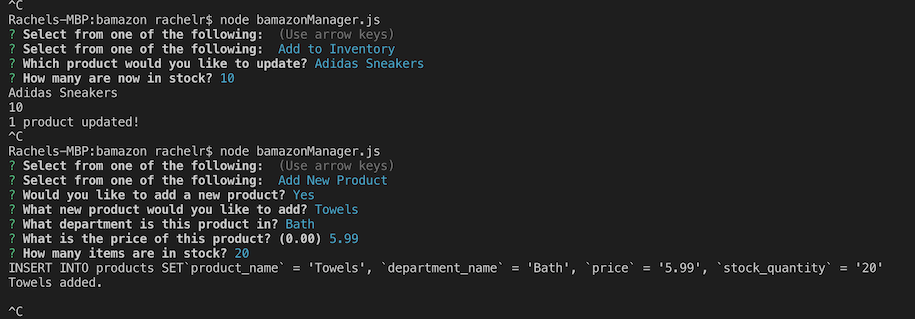 ^C
Rachels-MBP:bamazon rachelr$ node bamazonManager.js
? Select from one of the following:  (Use arrow keys)
? Select from one of the following:  Add to Inventory
? Which product would you like to update? Adidas Sneakers
? How many are now in stock? 10
Adidas Sneakers
10
1 product updated!
^C
Rachels-MBP:bamazon rachelr$ node bamazonManager.js
? Select from one of the following:  (Use arrow keys)
? Select from one of the following:  Add New Product
? Would you like to add a new product? Yes
? What new product would you like to add? Towels
? What department is this product in? Bath
? What is the price of this product? (0.00) 5.99
? How many items are in stock? 20
INSERT INTO products SET`product_name` = 'Towels', `department_name` = 'Bath', `price` = '5.99', `stock_quantity` = '20'
Towels added.
^C